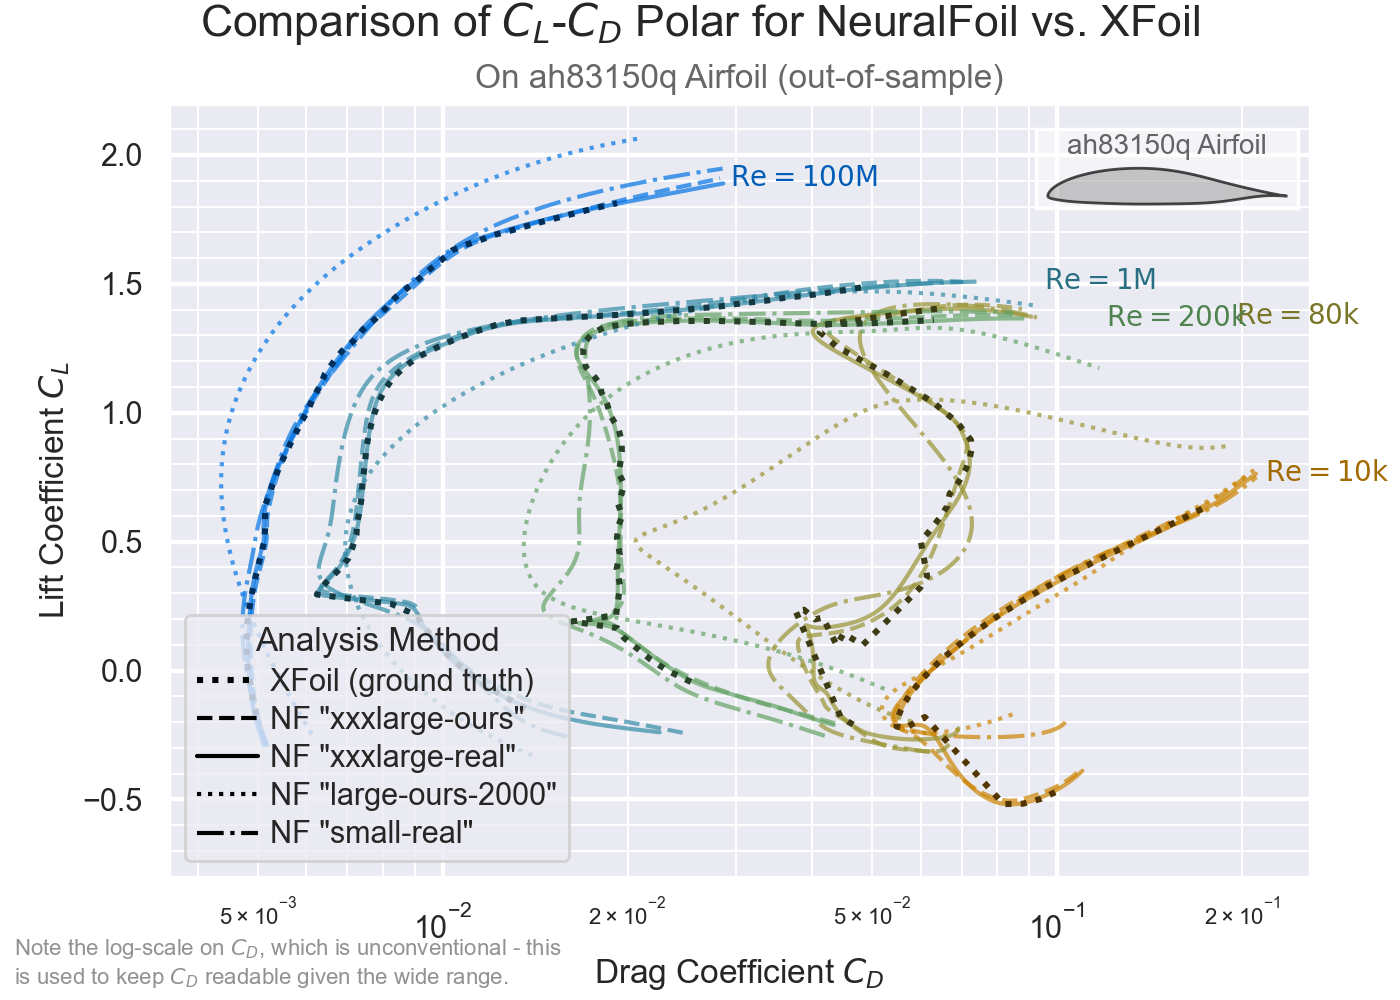 Comparison of C_L-C_D Polar for NeuralFoil vs. XFoil
On ah83150q Airfoil (out-of-sample)
ah83150q Airfoil
Re = 100M
Re = 1M
Re = 200k
Re = 80k
Re = 10k
Lift Coefficient C_L
2.0
1.5
1.0
0.5
0.0
−0.5
Analysis Method
XFoil (ground truth)
NF "xxxlarge-ours"
NF "xxxlarge-real"
NF "large-ours-2000"
NF "small-real"
5 × 10⁻³
10⁻²
2 × 10⁻²
5 × 10⁻²
10⁻¹
2 × 10⁻¹
Drag Coefficient C_D
Note the log-scale on C_D, which is unconventional - this
is used to keep C_D readable given the wide range.